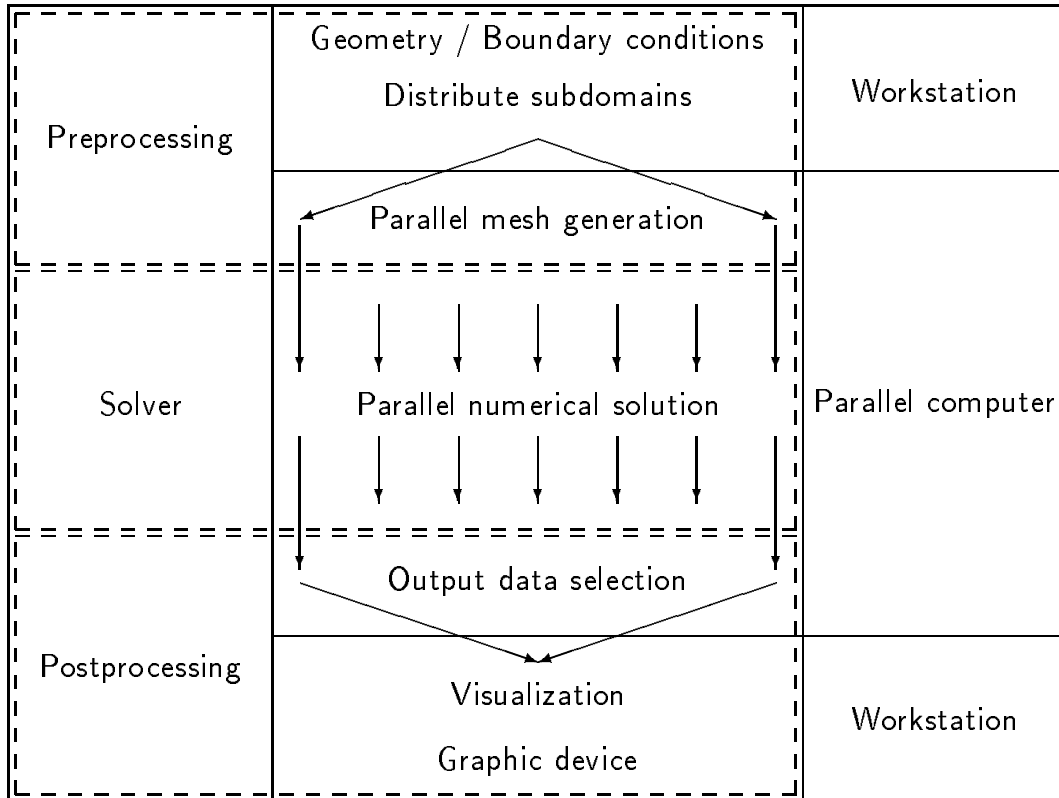 Geometry / Boundary conditions
Distribute subdomains
Workstation
Preprocessing
Parallel mesh generation
Solver
Parallel numerical solution
Parallel computer
Output data selection
Postprocessing
Visualization
Workstation
Graphic device